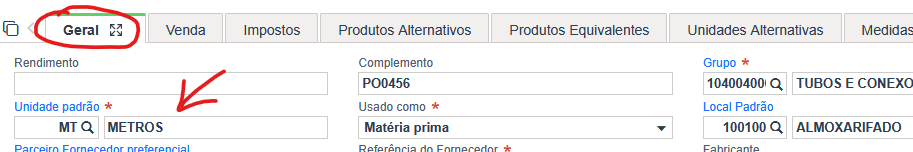 Geral Venda Impostos Produtos Alternativos Produtos Equivalentes Unidades Alternativas Medidas
Rendimento Complemento Grupo *
PO0456 104004000 TUBOS E CONEXO
Unidade padrão * Usado como * Local Padrão
MT METROS Matéria prima 100100 ALMOXARIFADO
Parceiro Fornecedor preferencial Referência do Fornecedor * Fabricante